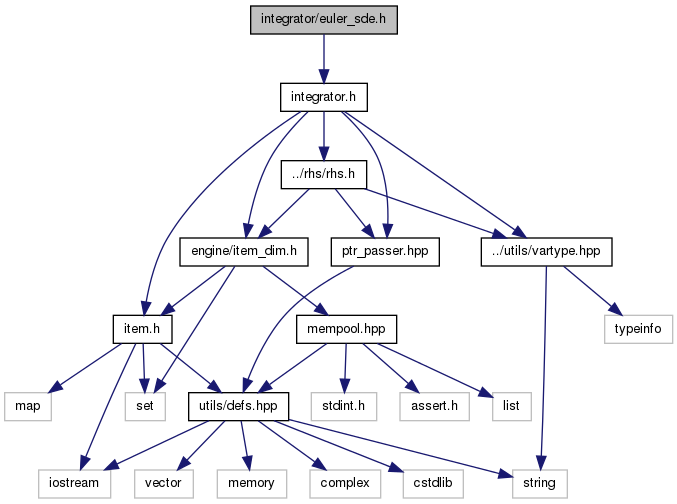 integrator/euler_sde.h
integrator.h
../rhs/rhs.h
engine/item_dim.h
ptr_passer.hpp
../utils/vartype.hpp
item.h
mempool.hpp
typeinfo
map
set
utils/defs.hpp
stdint.h
assert.h
list
iostream
vector
memory
complex
cstdlib
string